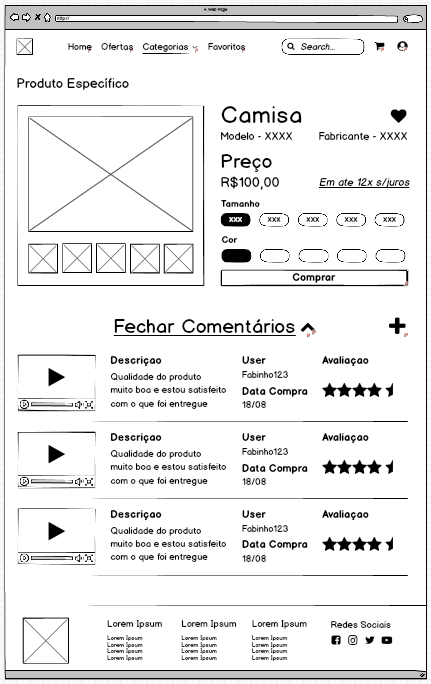 A Web Page
http://
Home Ofertas Categorias Favoritos Search...
Produto Específico
Camisa
Modelo - XXXX Fabricante - XXXX
Preço
R$100,00 Em ate 12x s/juros
Tamanho
XXX XXX XXX XXX XXX
Cor
Comprar
Fechar Comentários
Descriçao User Avaliaçao
Qualidade do produto Fabinho123
muito boa e estou satisfeito Data Compra
com o que foi entregue 18/08
Descriçao User Avaliaçao
Qualidade do produto Fabinho123
muito boa e estou satisfeito Data Compra
com o que foi entregue 18/08
Descriçao User Avaliaçao
Qualidade do produto Fabinho123
muito boa e estou satisfeito Data Compra
com o que foi entregue 18/08
Lorem Ipsum Lorem Ipsum Lorem Ipsum Redes Sociais
Lorem Ipsum Lorem Ipsum Lorem Ipsum
Lorem Ipsum Lorem Ipsum Lorem Ipsum
Lorem Ipsum Lorem Ipsum Lorem Ipsum
Lorem Ipsum Lorem Ipsum Lorem Ipsum